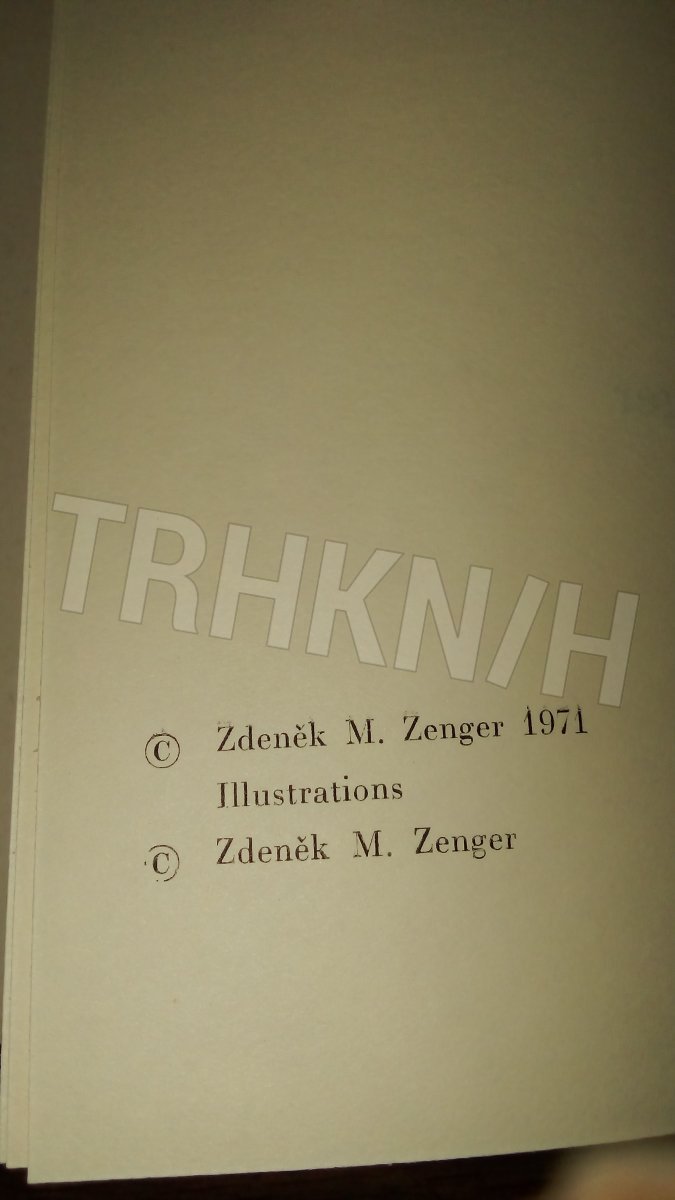 TRHKN/H
© Zdeněk M. Zenger 1971
Illustrations
© Zdeněk M. Zenger